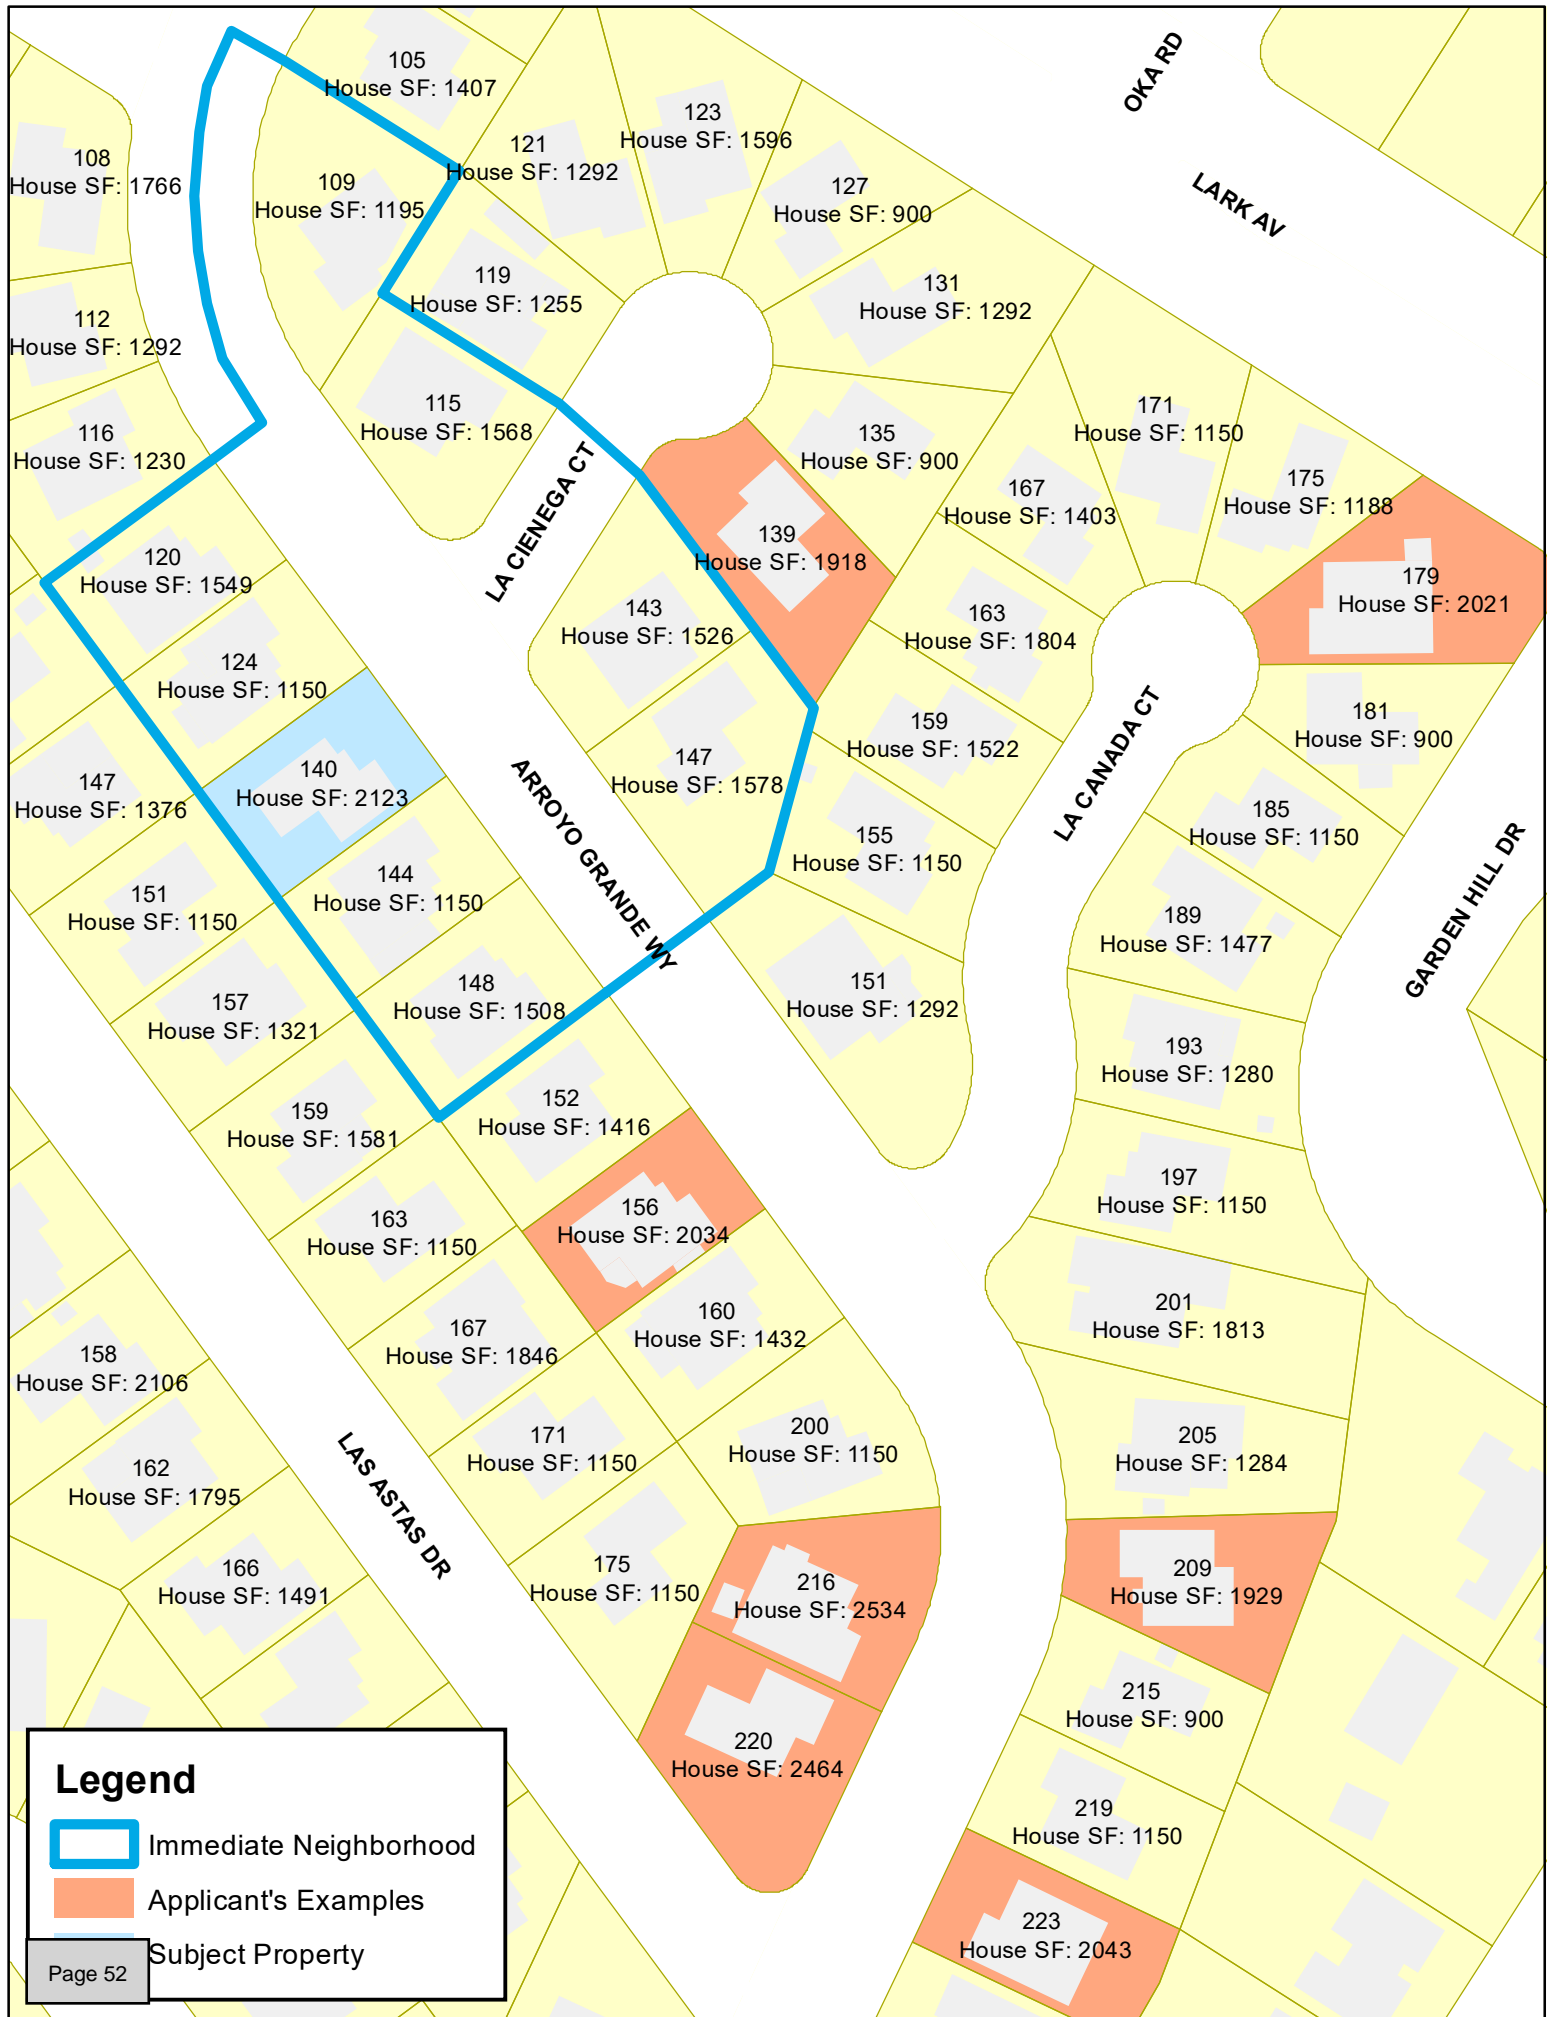 105
House SF: 1407
OKA RD
123
House SF: 1596
121
House SF: 1292
108
House SF: 1766
109
House SF: 1195
127
House SF: 900
LARK AV
119
House SF: 1255
131
House SF: 1292
112
House SF: 1292
115
House SF: 1568
116
House SF: 1230
LA CIENEGA CT
135
House SF: 900
171
House SF: 1150
167
House SF: 1403
175
House SF: 1188
139
House SF: 1918
120
House SF: 1549
179
House SF: 2021
143
House SF: 1526
163
House SF: 1804
124
House SF: 1150
159
House SF: 1522
181
House SF: 900
LA CANADA CT
147
House SF: 1578
140
House SF: 2123
147
House SF: 1376
ARROYO GRANDE WY
155
House SF: 1150
185
House SF: 1150
144
House SF: 1150
151
House SF: 1150
189
House SF: 1477
GARDEN HILL DR
148
House SF: 1508
151
House SF: 1292
157
House SF: 1321
193
House SF: 1280
152
House SF: 1416
159
House SF: 1581
197
House SF: 1150
156
House SF: 2034
163
House SF: 1150
201
House SF: 1813
160
House SF: 1432
167
House SF: 1846
158
House SF: 2106
200
House SF: 1150
205
House SF: 1284
171
House SF: 1150
162
House SF: 1795
LAS ASTAS DR
175
House SF: 1150
166
House SF: 1491
216
House SF: 2534
209
House SF: 1929
215
House SF: 900
220
House SF: 2464
219
House SF: 1150
223
House SF: 2043
Legend
Immediate Neighborhood
Applicant's Examples
Subject Property
Page 52